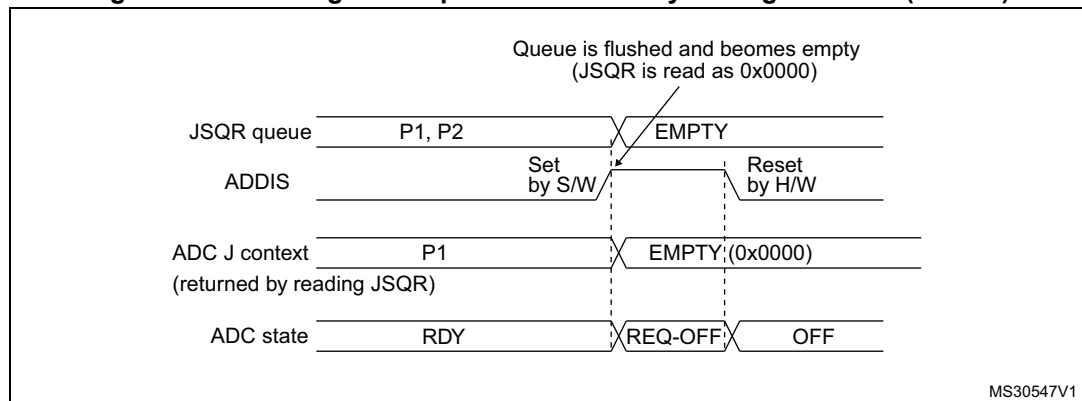 Queue is flushed and beomes empty
(JSQR is read as 0x0000)
JSQR queue P1, P2 EMPTY
ADDIS Set by S/W Reset by H/W
ADC J context P1 EMPTY (0x0000)
(returned by reading JSQR)
ADC state RDY REQ-OFF OFF
MS30547V1